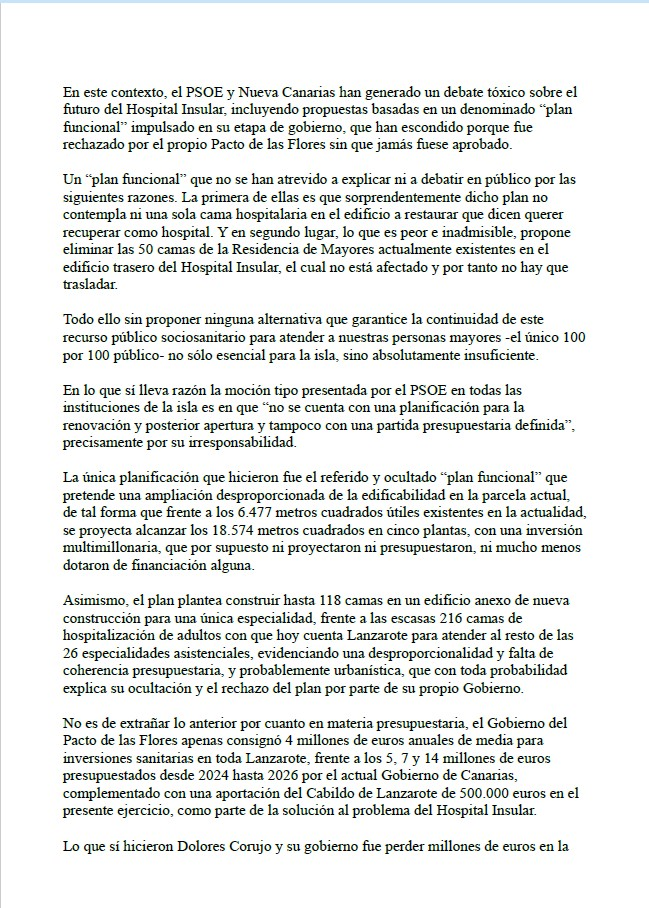 En este contexto, el PSOE y Nueva Canarias han generado un debate tóxico sobre el
futuro del Hospital Insular, incluyendo propuestas basadas en un denominado “plan
funcional” impulsado en su etapa de gobierno, que han escondido porque fue
rechazado por el propio Pacto de las Flores sin que jamás fuese aprobado.
Un “plan funcional” que no se han atrevido a explicar ni a debatir en público por las
siguientes razones. La primera de ellas es que sorprendentemente dicho plan no
contempla ni una sola cama hospitalaria en el edificio a restaurar que dicen querer
recuperar como hospital. Y en segundo lugar, lo que es peor e inadmisible, propone
eliminar las 50 camas de la Residencia de Mayores actualmente existentes en el
edificio trasero del Hospital Insular, el cual no está afectado y por tanto no hay que
trasladar.
Todo ello sin proponer ninguna alternativa que garantice la continuidad de este
recurso público sociosanitario para atender a nuestras personas mayores -el único 100
por 100 público- no sólo esencial para la isla, sino absolutamente insuficiente.
En lo que sí lleva razón la moción tipo presentada por el PSOE en todas las
instituciones de la isla es en que “no se cuenta con una planificación para la
renovación y posterior apertura y tampoco con una partida presupuestaria definida”,
precisamente por su irresponsabilidad.
La única planificación que hicieron fue el referido y ocultado “plan funcional” que
pretende una ampliación desproporcionada de la edificabilidad en la parcela actual,
de tal forma que frente a los 6.477 metros cuadrados útiles existentes en la actualidad,
se proyecta alcanzar los 18.574 metros cuadrados en cinco plantas, con una inversión
multimillonaria, que por supuesto ni proyectaron ni presupuestaron, ni mucho menos
dotaron de financiación alguna.
Asimismo, el plan plantea construir hasta 118 camas en un edificio anexo de nueva
construcción para una única especialidad, frente a las escasas 216 camas de
hospitalización de adultos con que hoy cuenta Lanzarote para atender al resto de las
26 especialidades asistenciales, evidenciando una desproporcionalidad y falta de
coherencia presupuestaria, y probablemente urbanística, que con toda probabilidad
explica su ocultación y el rechazo del plan por parte de su propio Gobierno.
No es de extrañar lo anterior por cuanto en materia presupuestaria, el Gobierno del
Pacto de las Flores apenas consignó 4 millones de euros anuales de media para
inversiones sanitarias en toda Lanzarote, frente a los 5, 7 y 14 millones de euros
presupuestados desde 2024 hasta 2026 por el actual Gobierno de Canarias,
complementado con una aportación del Cabildo de Lanzarote de 500.000 euros en el
presente ejercicio, como parte de la solución al problema del Hospital Insular.
Lo que sí hicieron Dolores Corujo y su gobierno fue perder millones de euros en la